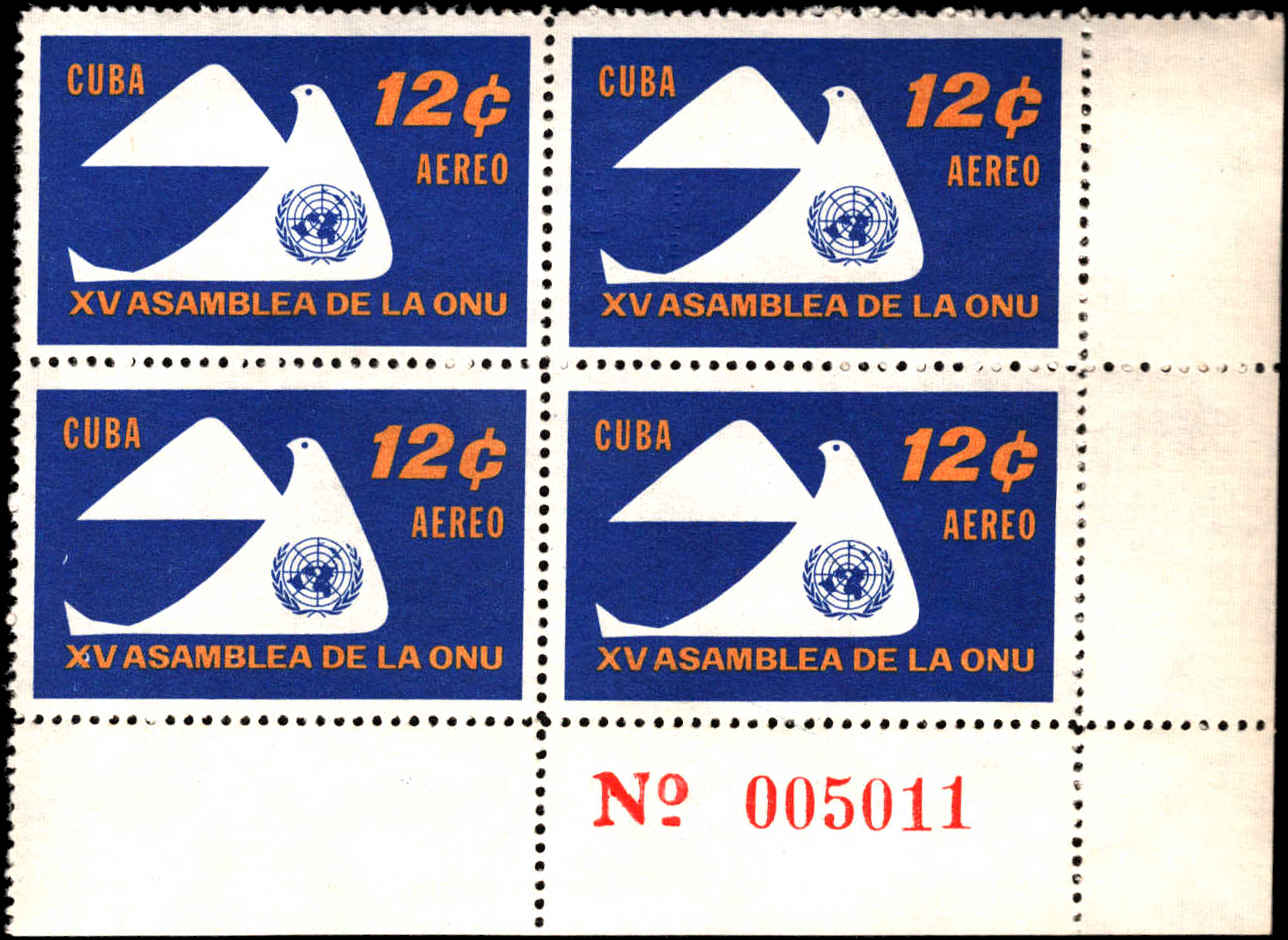 CUBA
12¢
AEREO
XV ASAMBLEA DE LA ONU
CUBA
12¢
AEREO
XV ASAMBLEA DE LA ONU
CUBA
12¢
AEREO
XV ASAMBLEA DE LA ONU
CUBA
12¢
AEREO
XV ASAMBLEA DE LA ONU
Nº 005011